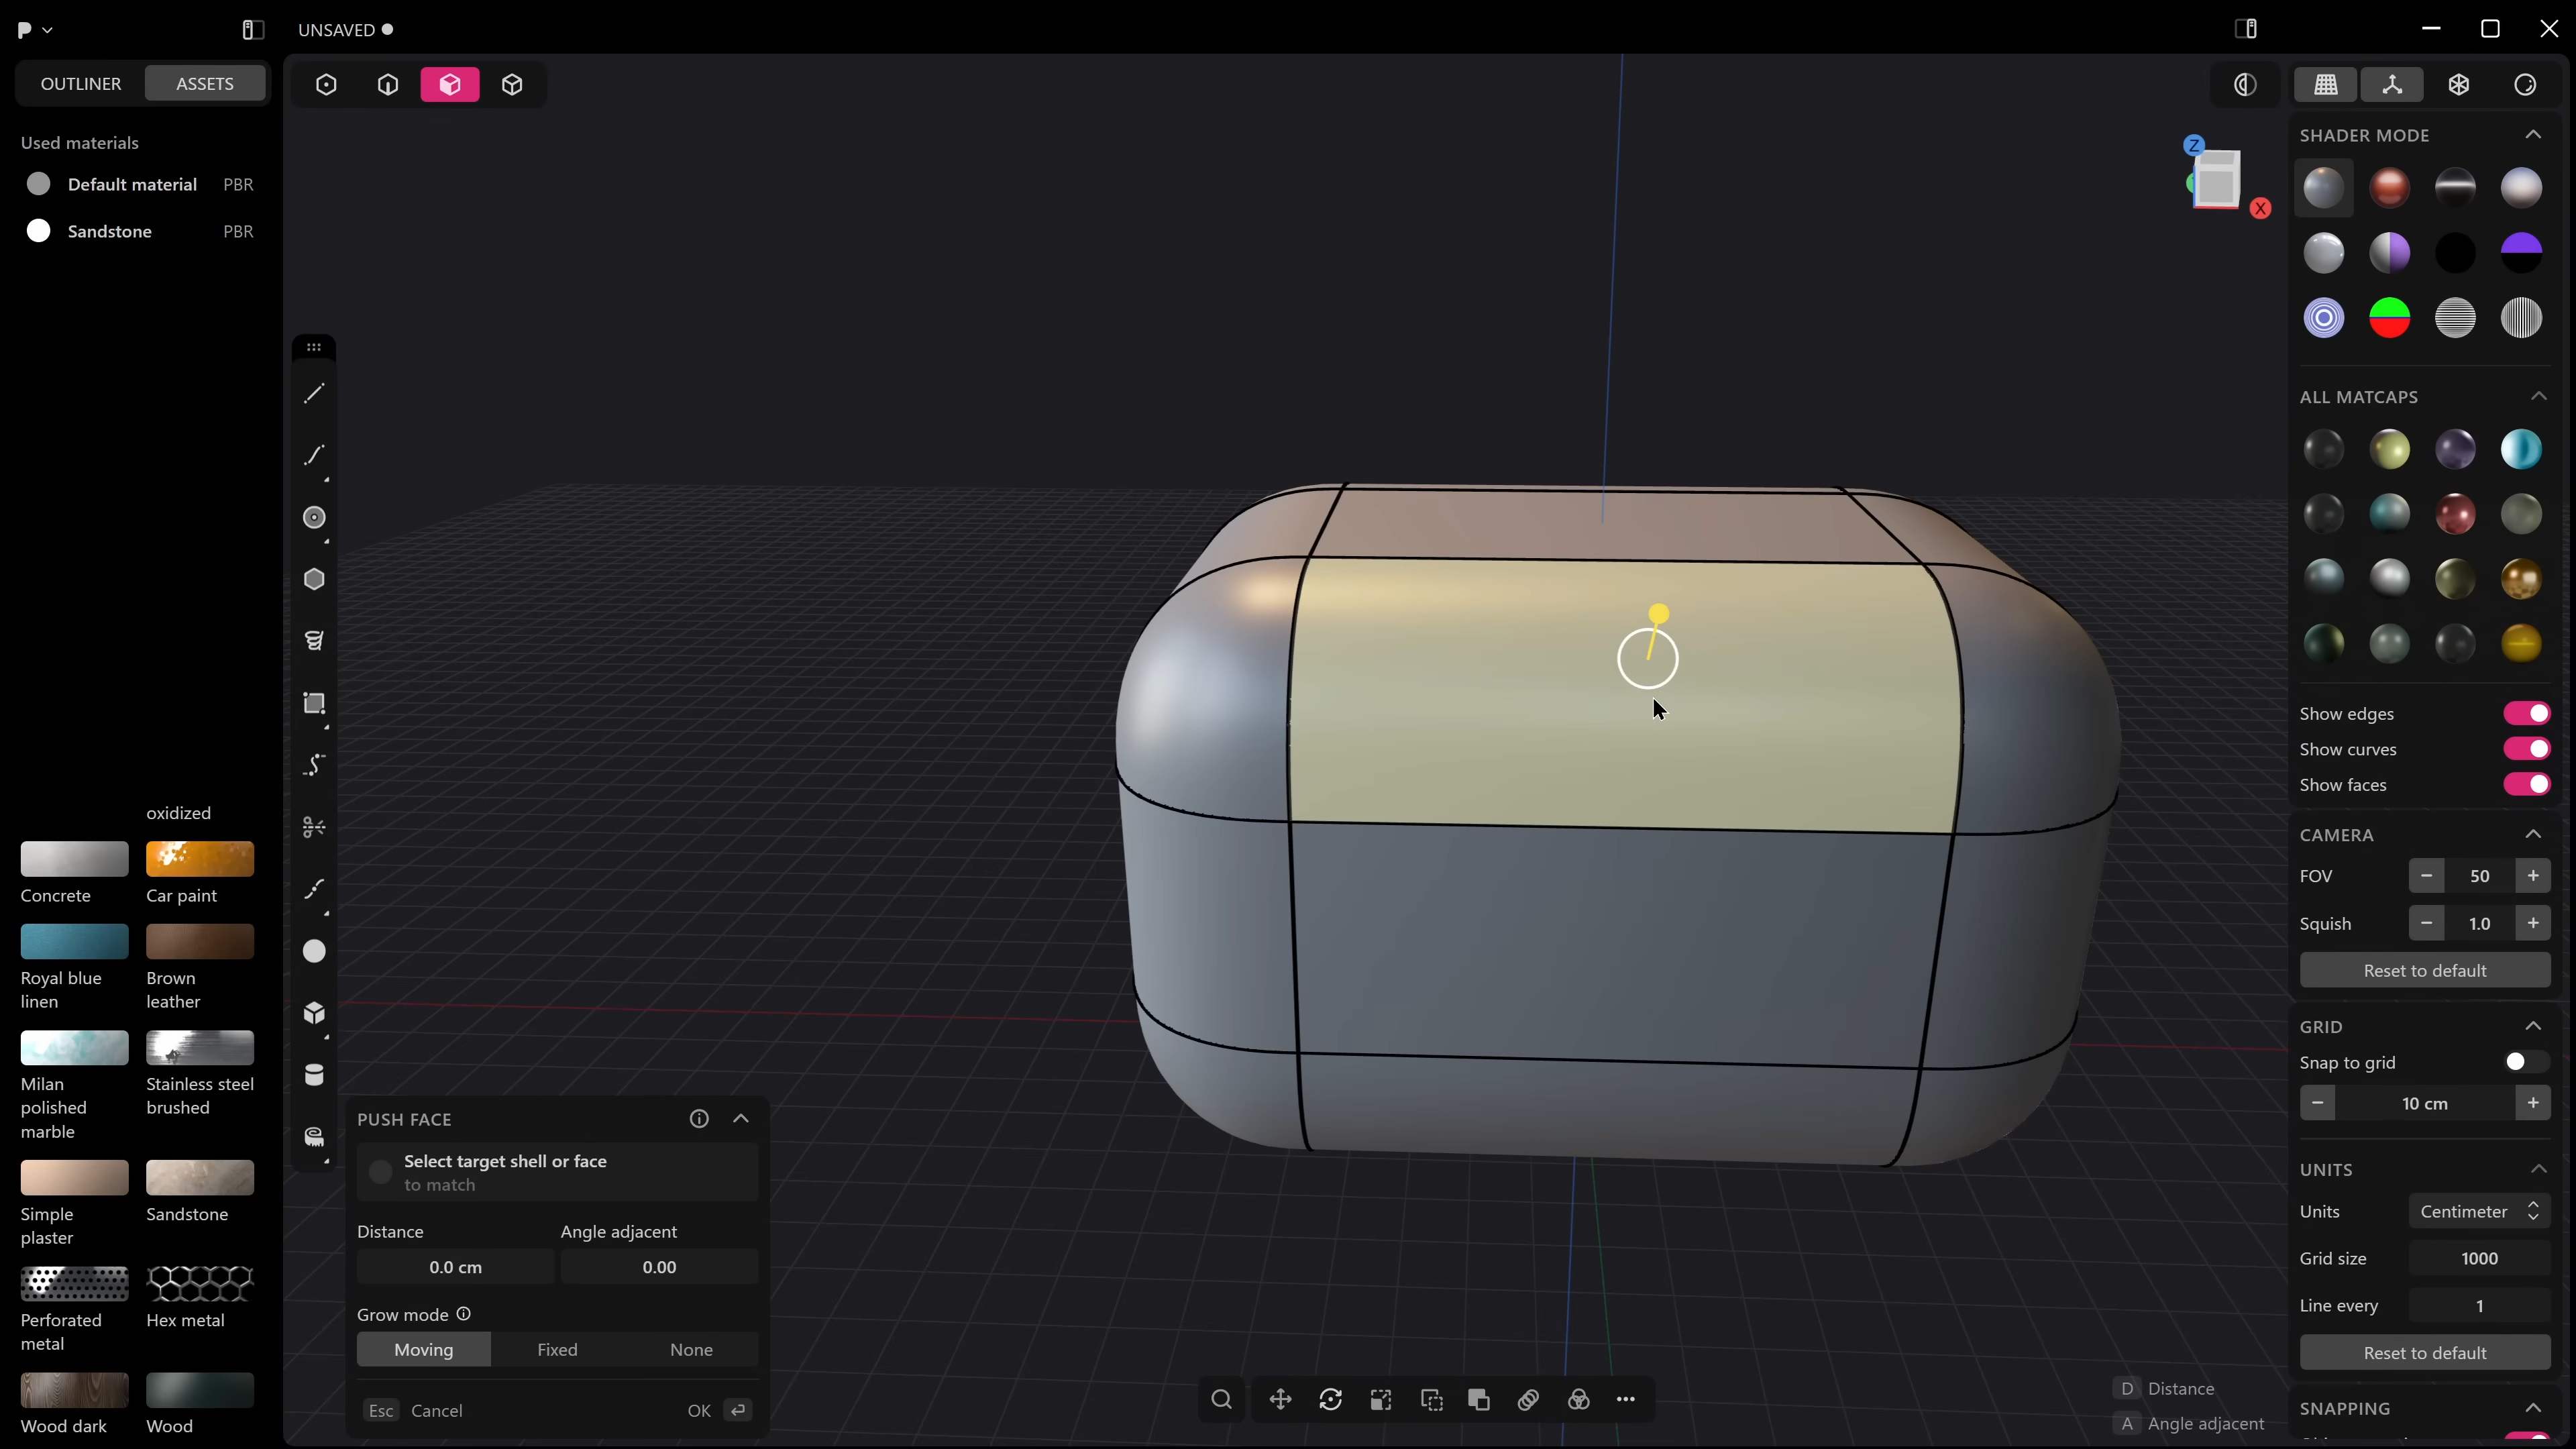 UNSAVED
OUTLINER
ASSETS
Used materials
Default material PBR
Sandstone PBR
oxidized
Concrete
Car paint
Royal blue
linen
Brown
leather
Milan
polished
marble
Stainless steel
brushed
Simple
plaster
Sandstone
Perforated
metal
Hex metal
Wood dark
Wood
PUSH FACE
Select target shell or face
to match
Distance
Angle adjacent
0.0 cm
0.00
Grow mode
Moving
Fixed
None
Esc Cancel
OK
Z
X
D Distance
A Angle adjacent
SHADER MODE
ALL MATCAPS
Show edges
Show curves
Show faces
CAMERA
FOV
− 50 +
Squish
− 1.0 +
Reset to default
GRID
Snap to grid
− 10 cm +
UNITS
Units
Centimeter
Grid size
1000
Line every
1
Reset to default
SNAPPING